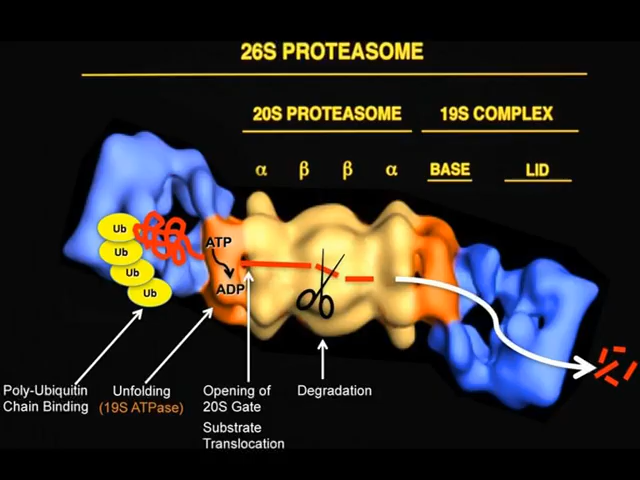 26S PROTEASOME
20S PROTEASOME
19S COMPLEX
α β β α
BASE
LID
Ub
Ub
Ub
Ub
ATP
ADP
Poly-Ubiquitin
Chain Binding
Unfolding
(19S ATPase)
Opening of
20S Gate
Substrate
Translocation
Degradation